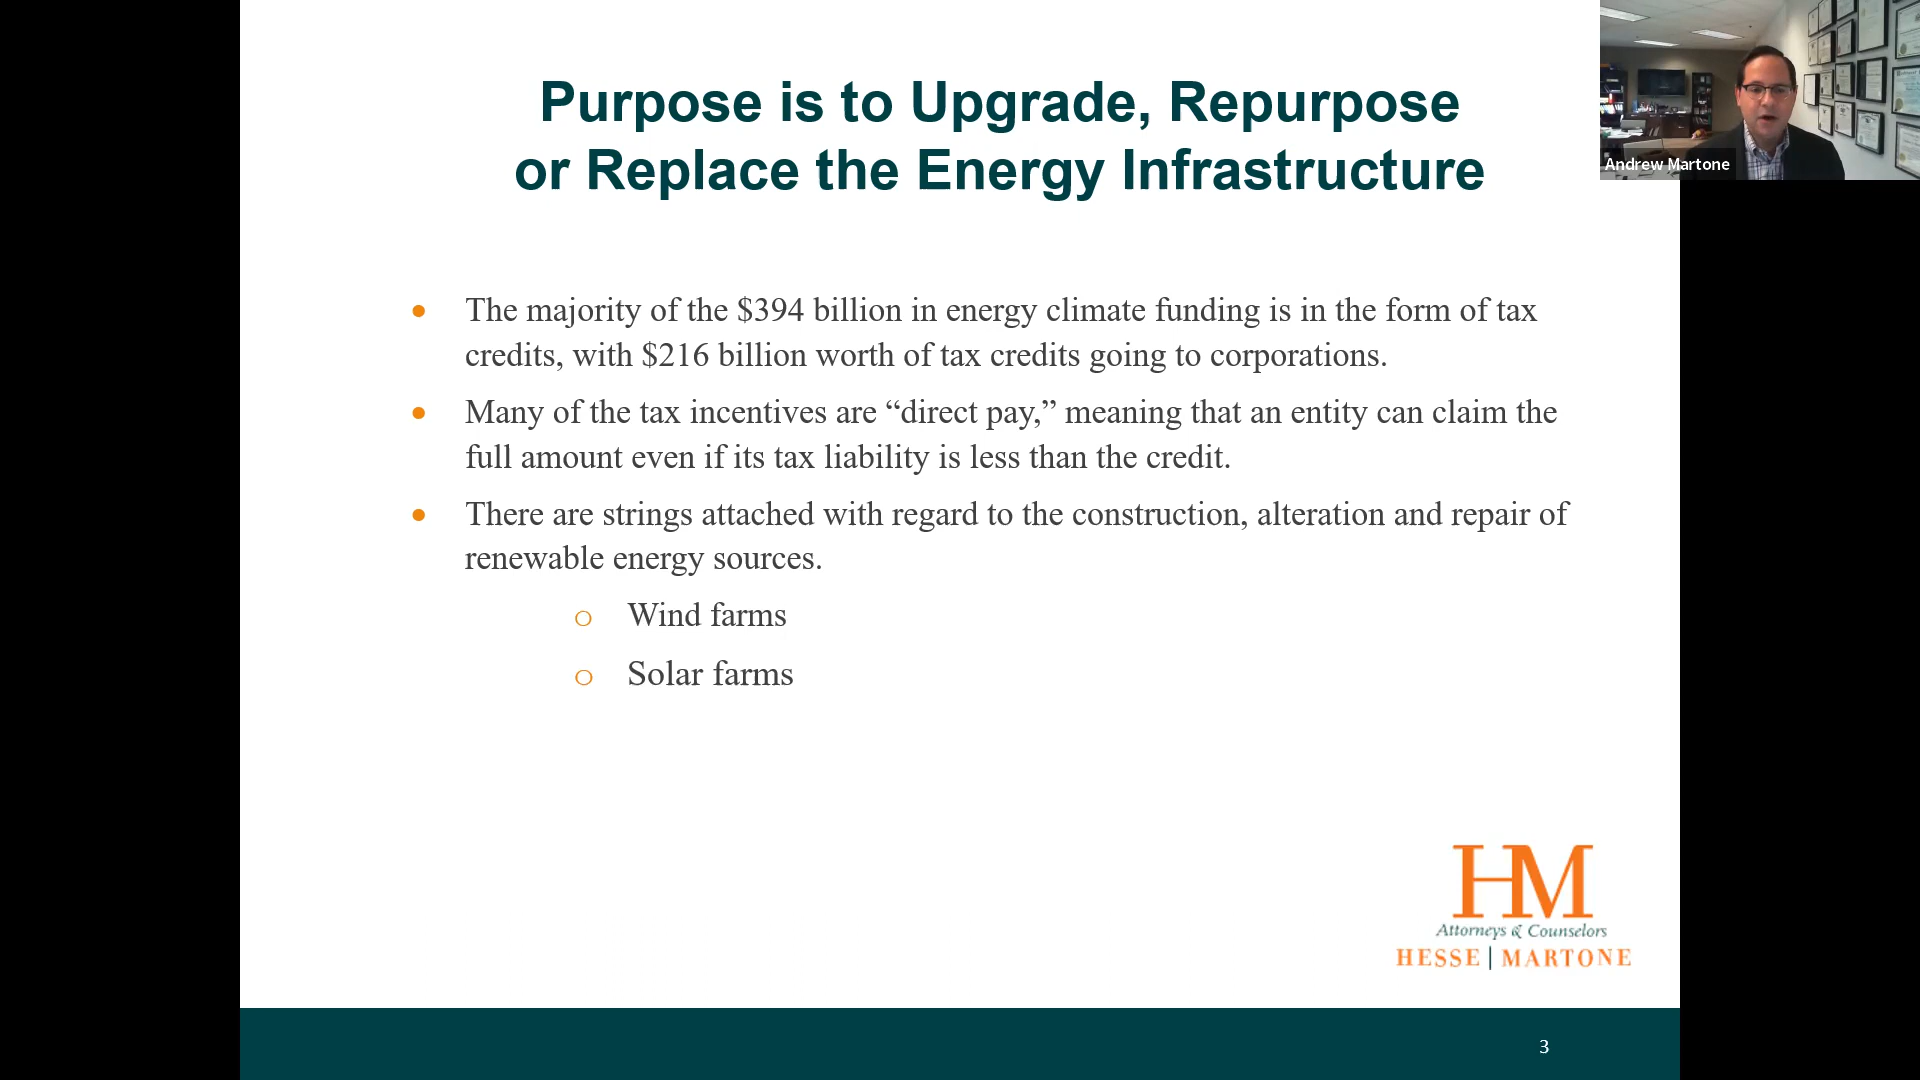 Purpose is to Upgrade, Repurpose
or Replace the Energy Infrastructure
Andrew Martone
• The majority of the $394 billion in energy climate funding is in the form of tax
credits, with $216 billion worth of tax credits going to corporations.
• Many of the tax incentives are “direct pay,” meaning that an entity can claim the
full amount even if its tax liability is less than the credit.
• There are strings attached with regard to the construction, alteration and repair of
renewable energy sources.
o Wind farms
o Solar farms
HM
Attorneys & Counselors
HESSE | MARTONE
3